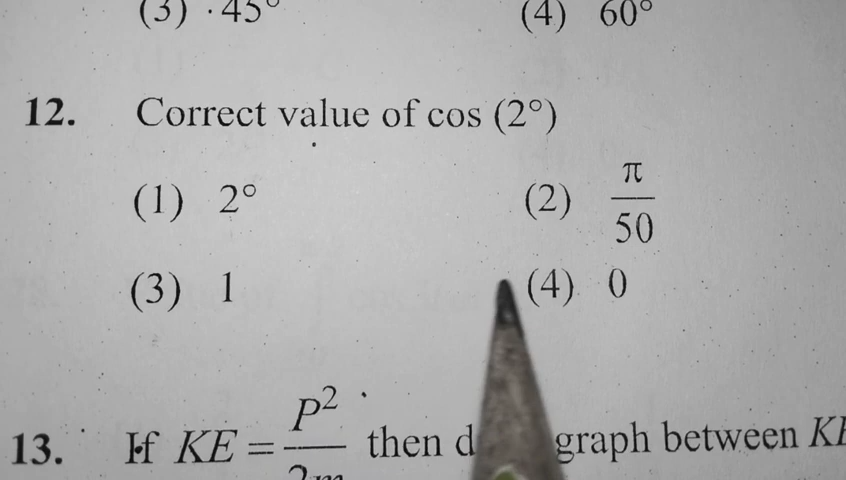 (3) 45° (4) 60°
12. Correct value of cos (2°)
(1) 2° (2) π/50
(3) 1 (4) 0
13. If KE = P²/2m then d graph between KE